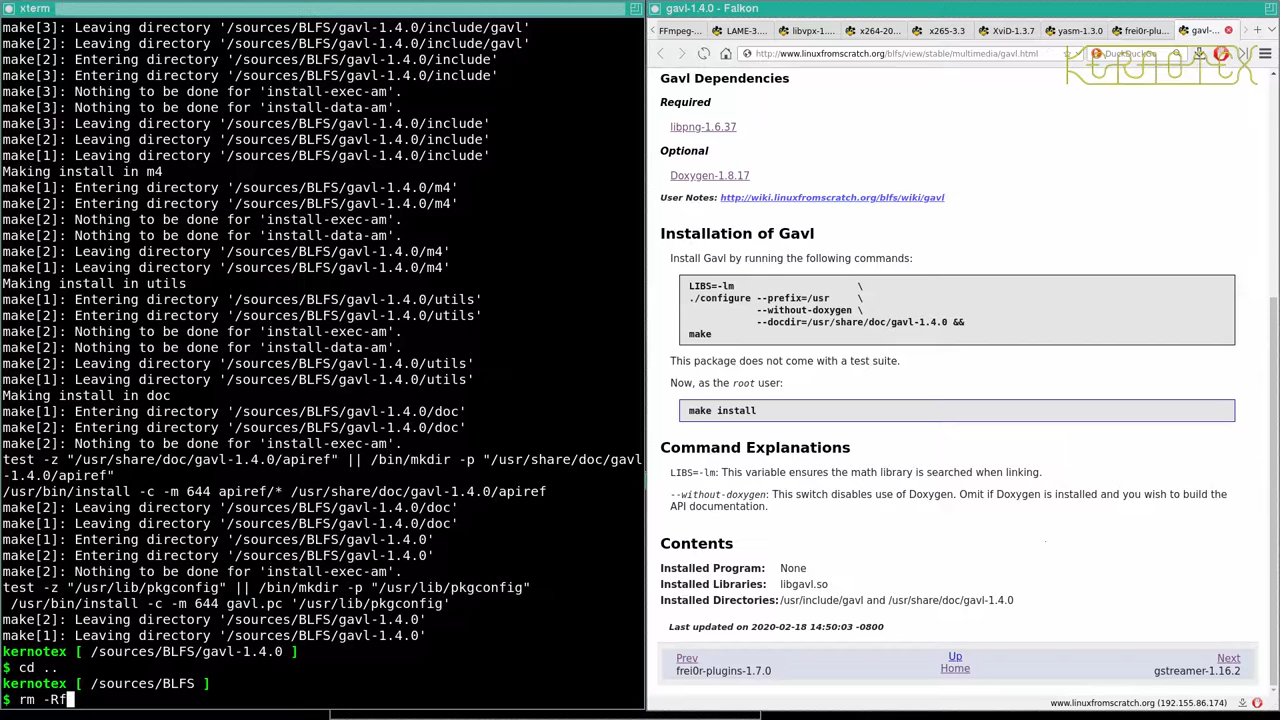 xterm
make[3]: Leaving directory '/sources/BLFS/gavl-1.4.0/include/gavl'
make[2]: Leaving directory '/sources/BLFS/gavl-1.4.0/include/gavl'
make[2]: Entering directory '/sources/BLFS/gavl-1.4.0/include'
make[3]: Entering directory '/sources/BLFS/gavl-1.4.0/include'
make[3]: Nothing to be done for 'install-exec-am'.
make[3]: Nothing to be done for 'install-data-am'.
make[3]: Leaving directory '/sources/BLFS/gavl-1.4.0/include'
make[2]: Leaving directory '/sources/BLFS/gavl-1.4.0/include'
make[1]: Leaving directory '/sources/BLFS/gavl-1.4.0/include'
Making install in m4
make[1]: Entering directory '/sources/BLFS/gavl-1.4.0/m4'
make[2]: Entering directory '/sources/BLFS/gavl-1.4.0/m4'
make[2]: Nothing to be done for 'install-exec-am'.
make[2]: Nothing to be done for 'install-data-am'.
make[2]: Leaving directory '/sources/BLFS/gavl-1.4.0/m4'
make[1]: Leaving directory '/sources/BLFS/gavl-1.4.0/m4'
Making install in utils
make[1]: Entering directory '/sources/BLFS/gavl-1.4.0/utils'
make[2]: Entering directory '/sources/BLFS/gavl-1.4.0/utils'
make[2]: Nothing to be done for 'install-exec-am'.
make[2]: Nothing to be done for 'install-data-am'.
make[2]: Leaving directory '/sources/BLFS/gavl-1.4.0/utils'
make[1]: Leaving directory '/sources/BLFS/gavl-1.4.0/utils'
Making install in doc
make[1]: Entering directory '/sources/BLFS/gavl-1.4.0/doc'
make[2]: Entering directory '/sources/BLFS/gavl-1.4.0/doc'
make[2]: Nothing to be done for 'install-exec-am'.
test -z "/usr/share/doc/gavl-1.4.0/apiref" || /bin/mkdir -p "/usr/share/doc/gavl
-1.4.0/apiref"
/usr/bin/install -c -m 644 apiref/* /usr/share/doc/gavl-1.4.0/apiref
make[2]: Leaving directory '/sources/BLFS/gavl-1.4.0/doc'
make[1]: Leaving directory '/sources/BLFS/gavl-1.4.0/doc'
make[1]: Entering directory '/sources/BLFS/gavl-1.4.0'
make[2]: Entering directory '/sources/BLFS/gavl-1.4.0'
make[2]: Nothing to be done for 'install-exec-am'.
test -z "/usr/lib/pkgconfig" || /bin/mkdir -p "/usr/lib/pkgconfig"
/usr/bin/install -c -m 644 gavl.pc '/usr/lib/pkgconfig'
make[2]: Leaving directory '/sources/BLFS/gavl-1.4.0'
make[1]: Leaving directory '/sources/BLFS/gavl-1.4.0'
kernotex [ /sources/BLFS/gavl-1.4.0 ]
$ cd ..
kernotex [ /sources/BLFS ]
$ rm -Rf
gavl-1.4.0 - Falkon
FFmpeg-... LAME-3.... libvpx-1.... x264-20... x265-3.3 XviD-1.3.7 yasm-1.3.0 frei0r-plu... gavl-...
http://www.linuxfromscratch.org/blfs/view/stable/multimedia/gavl.html
DuckDuckGo
KERNOTEX
Gavl Dependencies
Required
libpng-1.6.37
Optional
Doxygen-1.8.17
User Notes: http://wiki.linuxfromscratch.org/blfs/wiki/gavl
Installation of Gavl
Install Gavl by running the following commands:
LIBS=-lm \
./configure --prefix=/usr \
--without-doxygen \
--docdir=/usr/share/doc/gavl-1.4.0 &&
make
This package does not come with a test suite.
Now, as the root user:
make install
Command Explanations
LIBS=-lm: This variable ensures the math library is searched when linking.
--without-doxygen: This switch disables use of Doxygen. Omit if Doxygen is installed and you wish to build the
API documentation.
Contents
Installed Program: None
Installed Libraries: libgavl.so
Installed Directories: /usr/include/gavl and /usr/share/doc/gavl-1.4.0
Last updated on 2020-02-18 14:50:03 -0800
Prev Up Next
frei0r-plugins-1.7.0 Home gstreamer-1.16.2
www.linuxfromscratch.org (192.155.86.174)